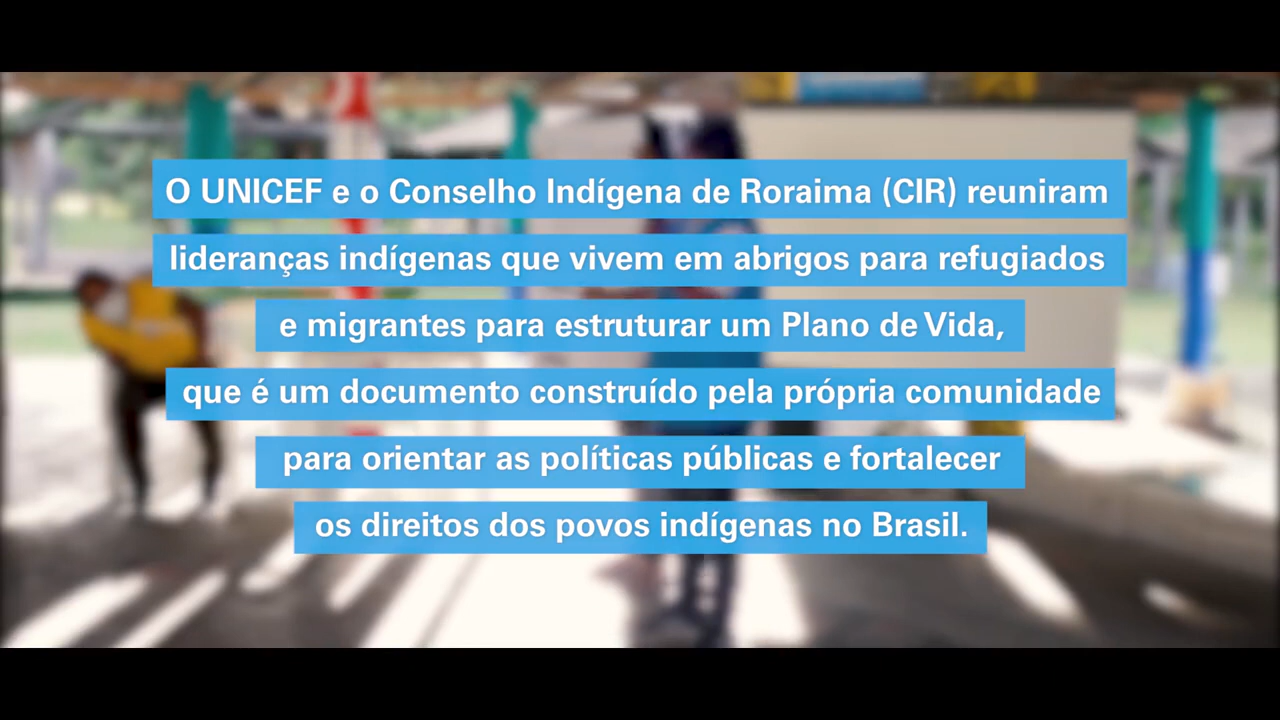 O UNICEF e o Conselho Indígena de Roraima (CIR) reuniram
lideranças indígenas que vivem em abrigos para refugiados
e migrantes para estruturar um Plano de Vida,
que é um documento construído pela própria comunidade
para orientar as políticas públicas e fortalecer
os direitos dos povos indígenas no Brasil.